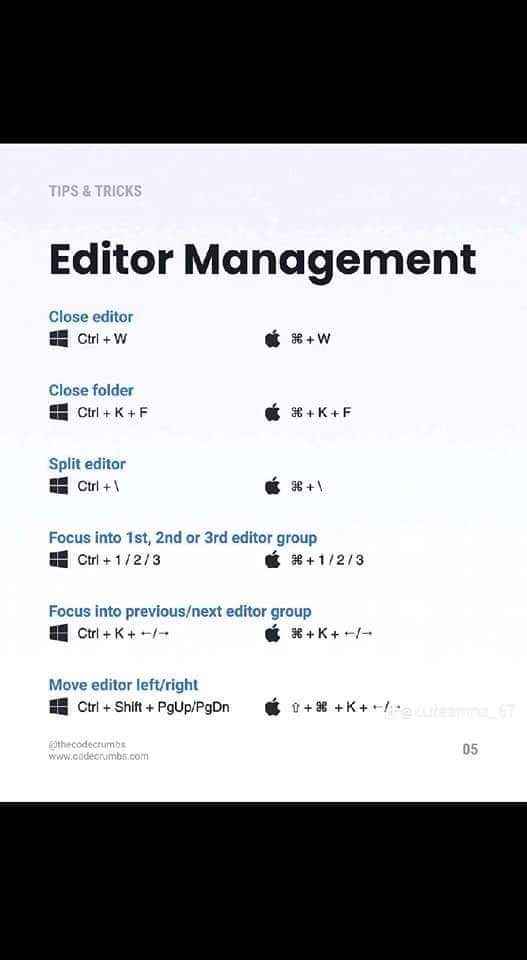 TIPS & TRICKS
Editor Management
Close editor
Ctrl + W
⌘ + W
Close folder
Ctrl + K + F
⌘ + K + F
Split editor
Ctrl + \
⌘ + \
Focus into 1st, 2nd or 3rd editor group
Ctrl + 1 / 2 / 3
⌘ + 1 / 2 / 3
Focus into previous/next editor group
Ctrl + K + ←/→
⌘ + K + ←/→
Move editor left/right
Ctrl + Shift + PgUp/PgDn
⇧ + ⌘ + K + ←/→
@thecodecrumbs
www.codecrumbs.com
05